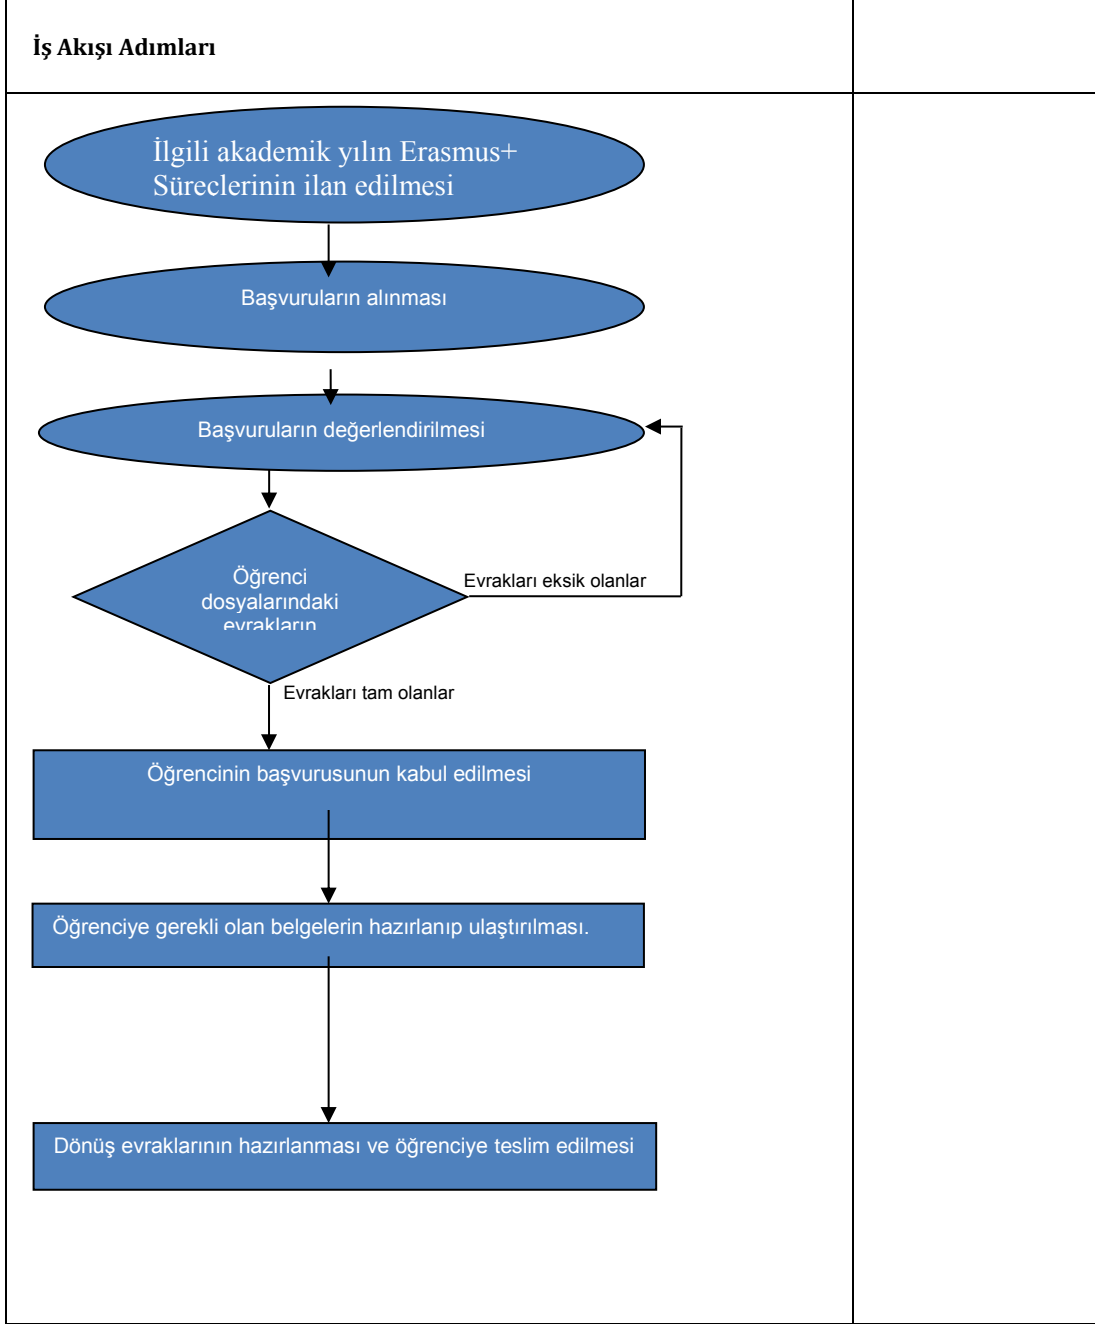 İş Akışı Adımları
İlgili akademik yılın Erasmus+
Süreclerinin ilan edilmesi
Başvuruların alınması
Başvuruların değerlendirilmesi
Öğrenci
dosyalarındaki
evrakların
Evrakları eksik olanlar
Evrakları tam olanlar
Öğrencinin başvurusunun kabul edilmesi
Öğrenciye gerekli olan belgelerin hazırlanıp ulaştırılması.
Dönüş evraklarının hazırlanması ve öğrenciye teslim edilmesi